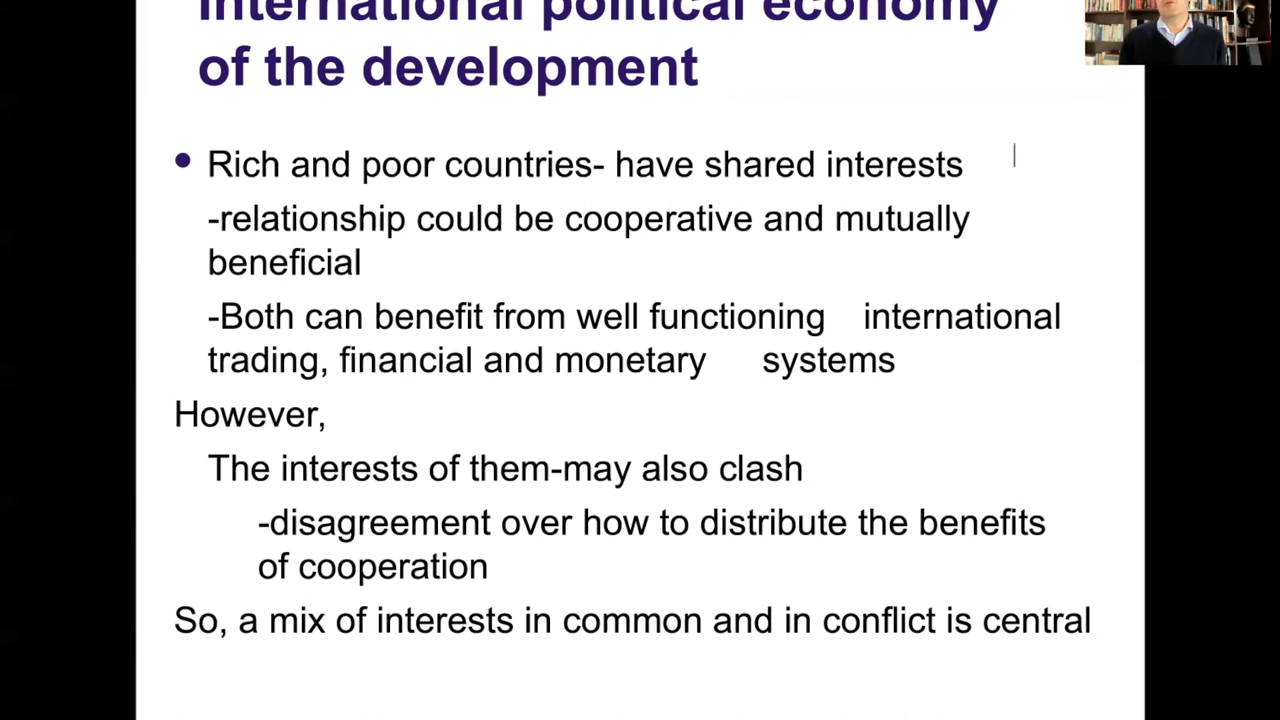 international political economy
of the development
Rich and poor countries- have shared interests
-relationship could be cooperative and mutually
beneficial
-Both can benefit from well functioning international
trading, financial and monetary systems
However,
The interests of them-may also clash
-disagreement over how to distribute the benefits
of cooperation
So, a mix of interests in common and in conflict is central